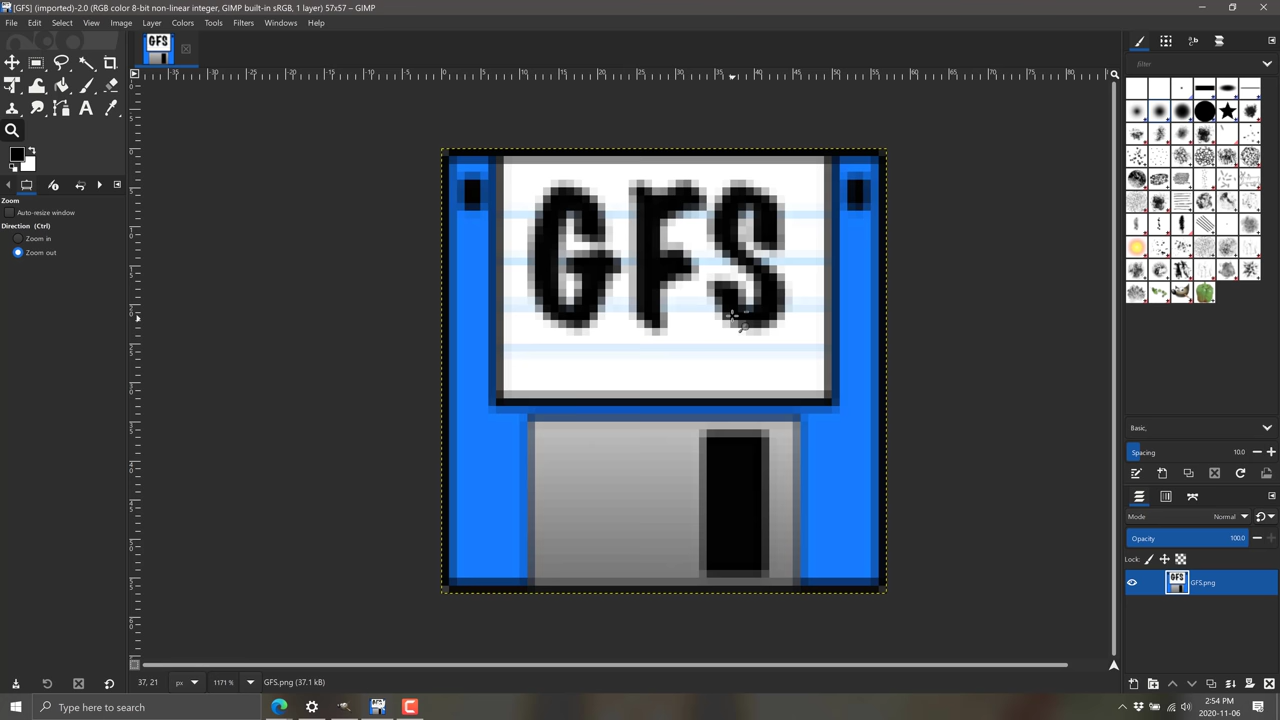 [GFS] (imported)-2.0 (RGB color 8-bit non-linear integer, GIMP built-in sRGB, 1 layer) 57x57 – GIMP
File Edit Select View Image Layer Colors Tools Filters Windows Help
GFS
filter
Zoom
Auto-resize window
Direction (Ctrl)
Zoom in
Zoom out
GFS
Basic,
Spacing 10.0
Mode Normal
Opacity 100.0
Lock:
GFS.png
37, 21 px 1171 % GFS.png (37.1 kB)
Type here to search
2:54 PM
2020-11-06